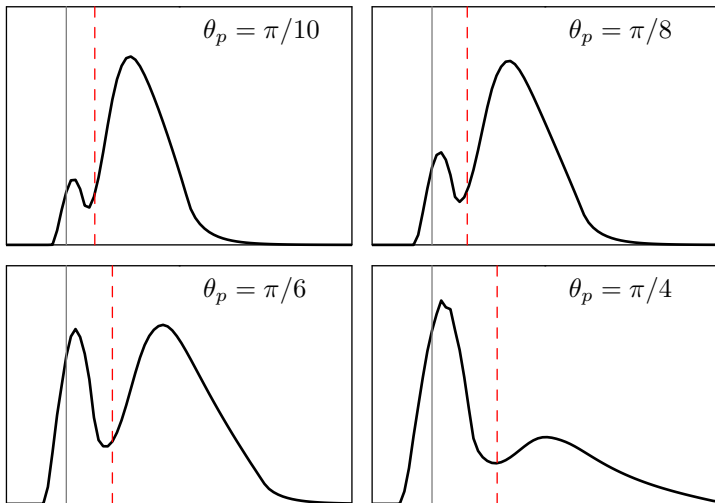 θ_p = π/10
θ_p = π/8
θ_p = π/6
θ_p = π/4